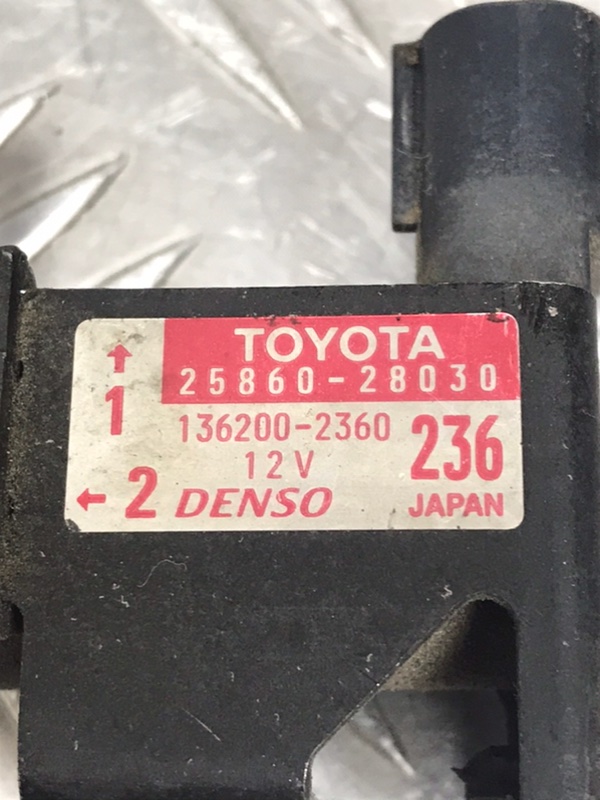 TOYOTA
25860-28030
↑
1
136200-2360
236
12V
← 2 DENSO
JAPAN